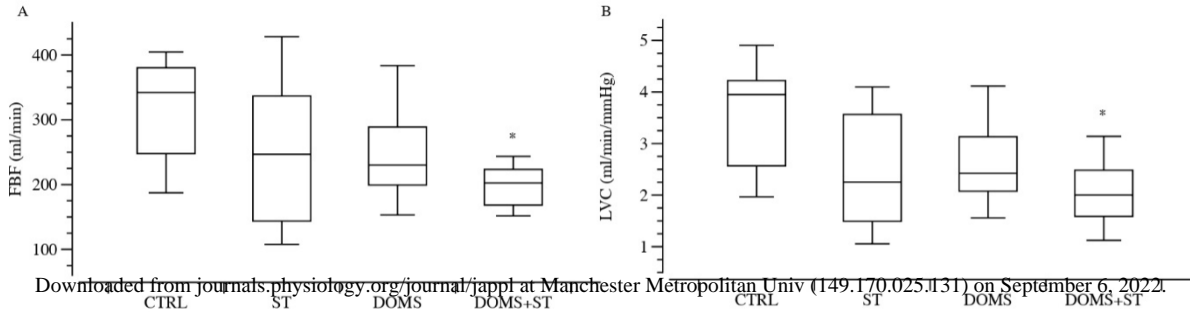 A
B
FBF (ml/min)
400
300
200
100
*
LVC (ml/min/mmHg)
5
4
3
2
1
*
Downloaded from journals.physiology.org/journal/jappl at Manchester Metropolitan Univ (149.170.025.131) on September 6, 2022.
CTRL ST DOMS DOMS+ST CTRL ST DOMS DOMS+ST